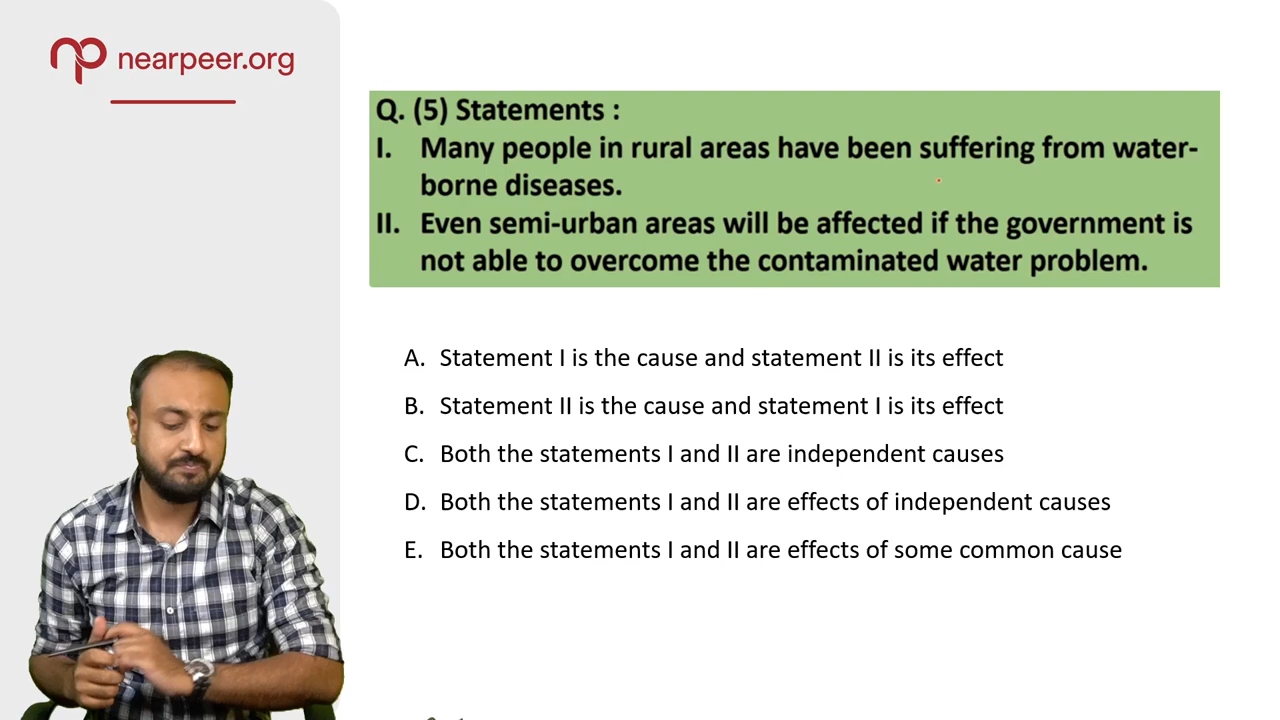 nearpeer.org
Q. (5) Statements :
I. Many people in rural areas have been suffering from water-
borne diseases.
II. Even semi-urban areas will be affected if the government is
not able to overcome the contaminated water problem.
A. Statement I is the cause and statement II is its effect
B. Statement II is the cause and statement I is its effect
C. Both the statements I and II are independent causes
D. Both the statements I and II are effects of independent causes
E. Both the statements I and II are effects of some common cause